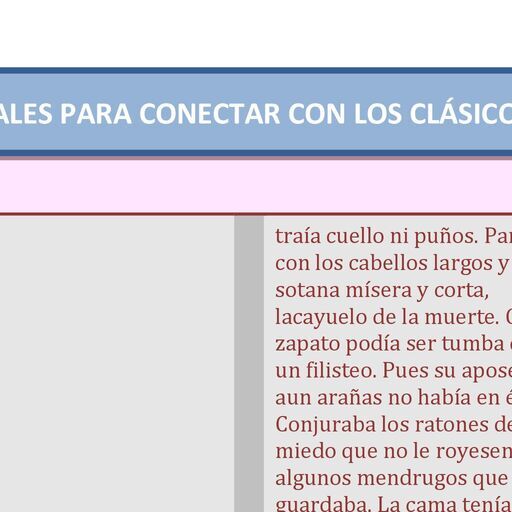 ALES PARA CONECTAR CON LOS CLÁSICO
traía cuello ni puños. Par
con los cabellos largos y
sotana mísera y corta,
lacayuelo de la muerte. C
zapato podía ser tumba
un filisteo. Pues su apose
aun arañas no había en é
Conjuraba los ratones de
miedo que no le royesen
algunos mendrugos que
guardaba. La cama tenía